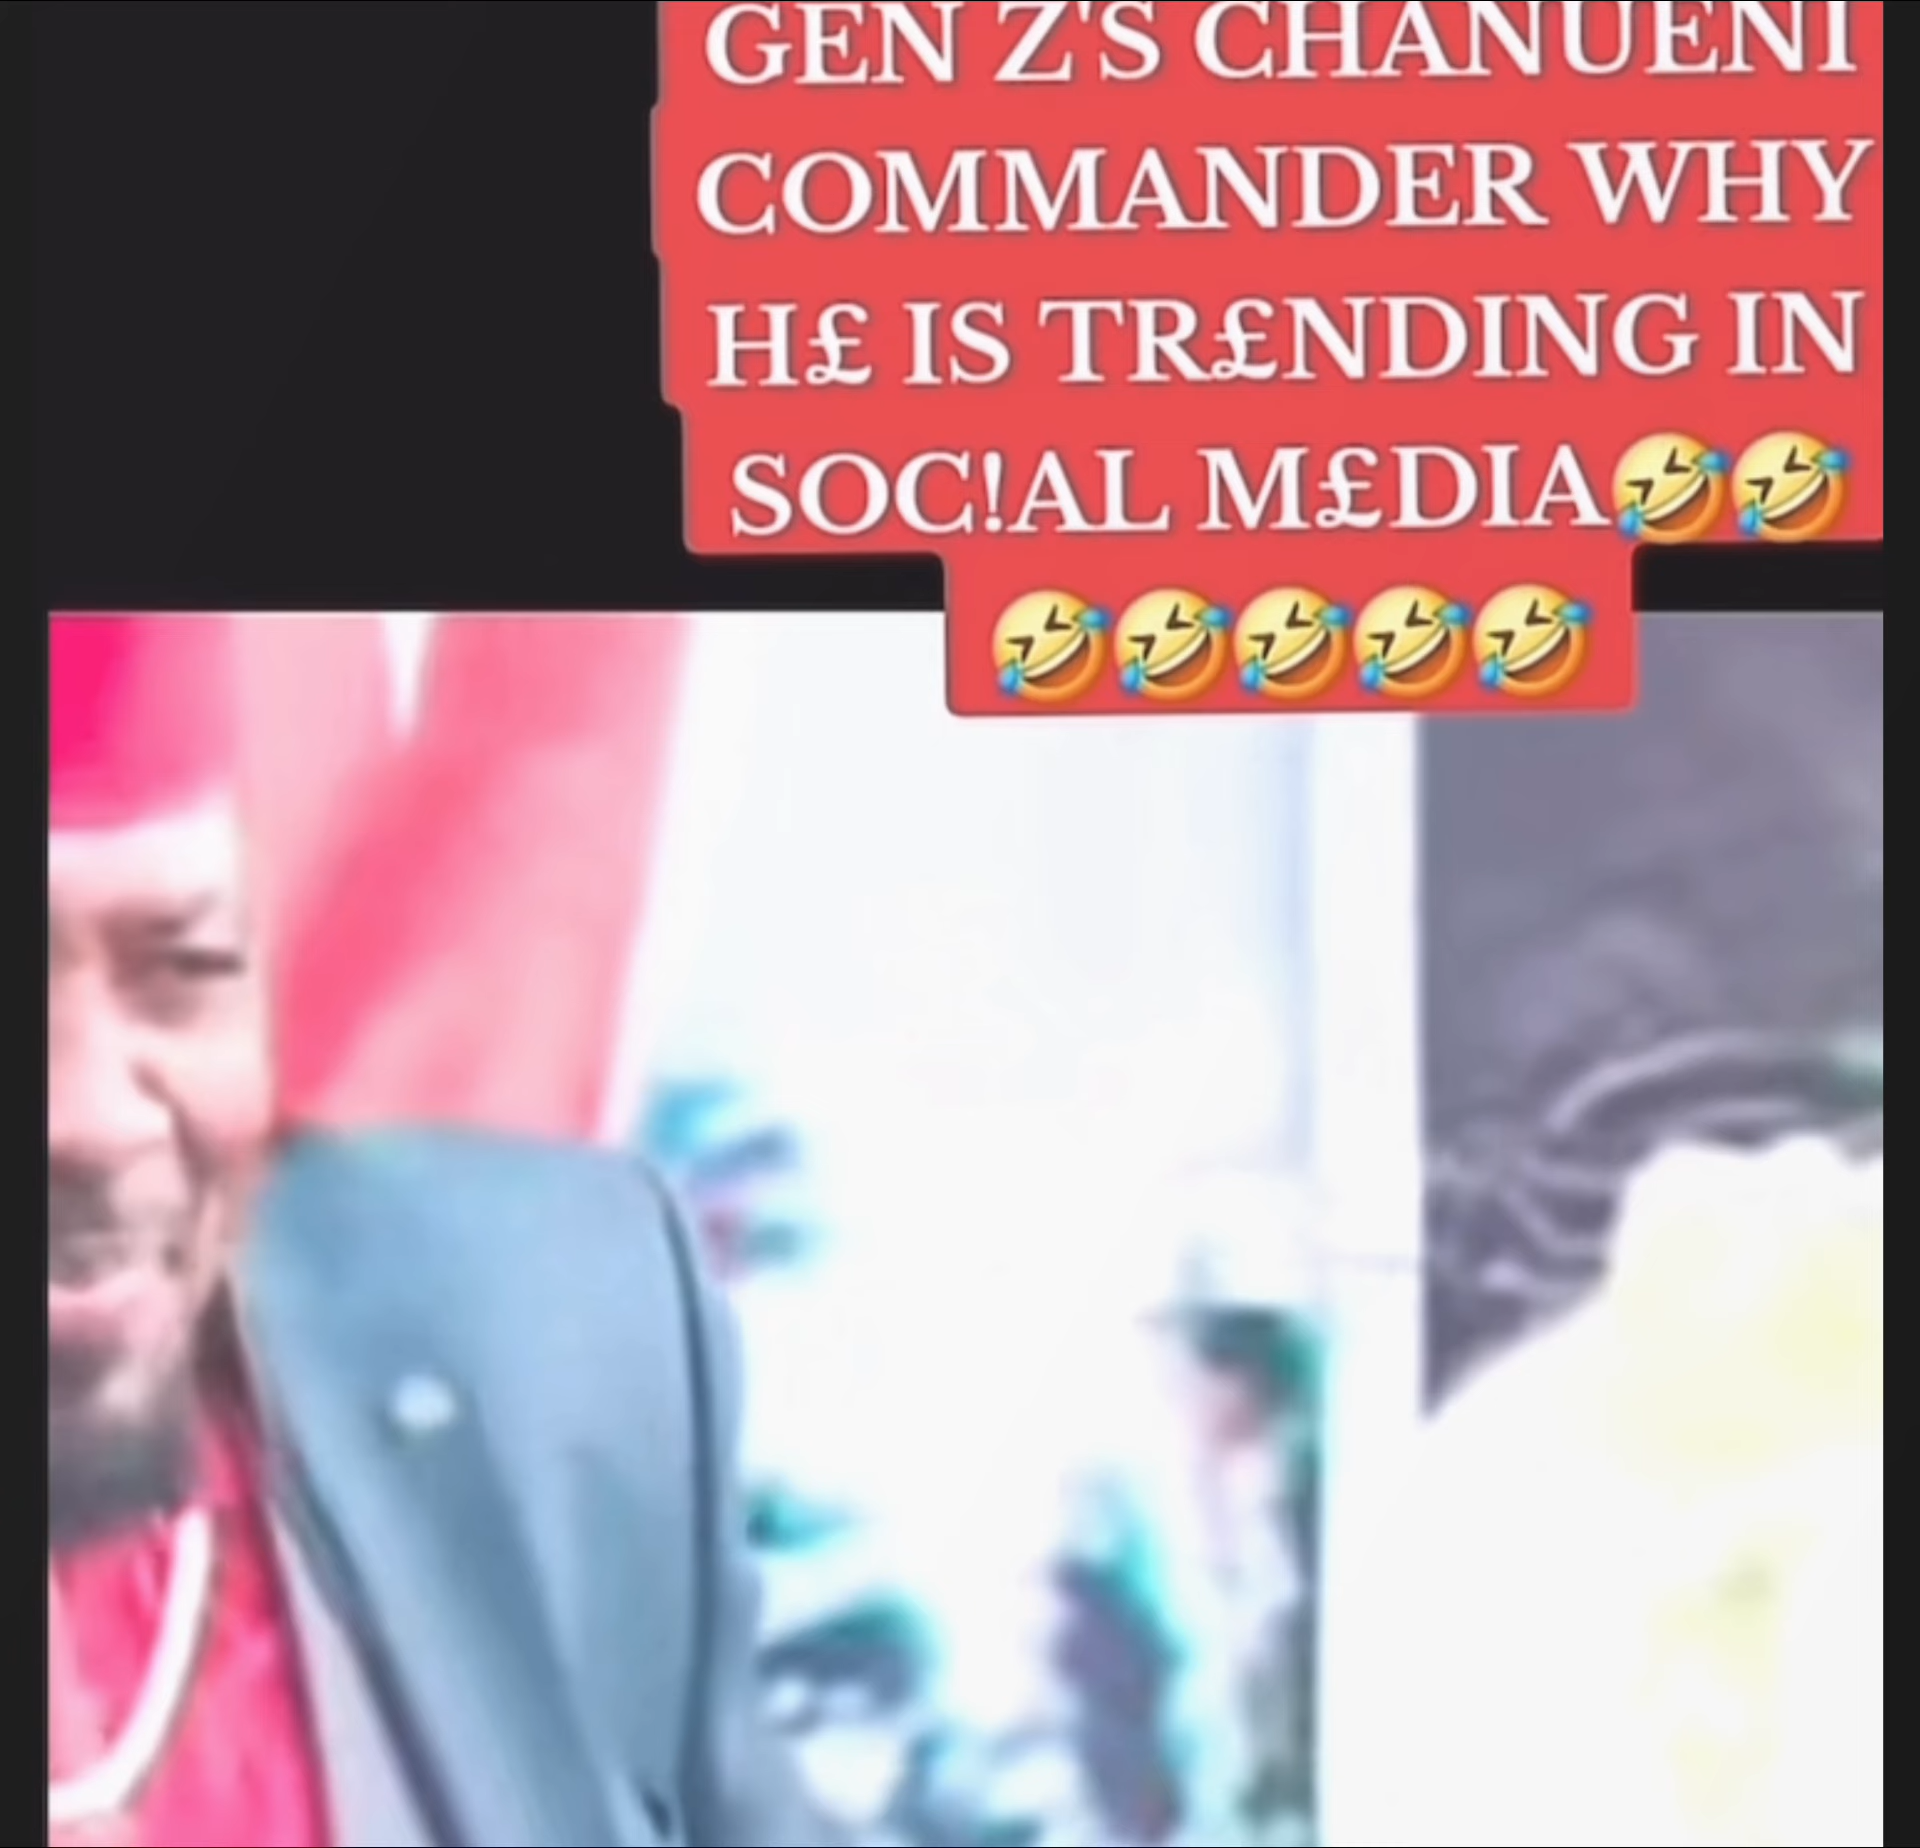 GEN Z'S CHANUENI
COMMANDER WHY
H£ IS TR£NDING IN
SOC!AL M£DIA🤣🤣
🤣🤣🤣🤣🤣